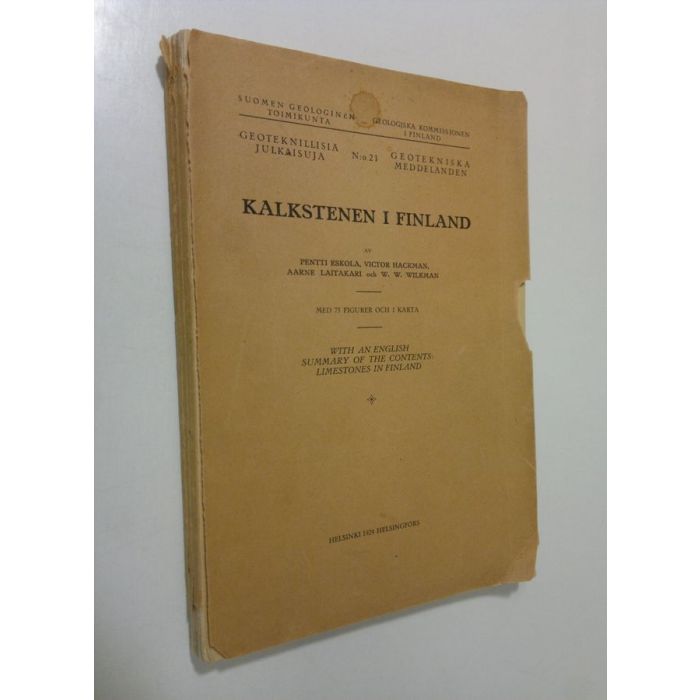 SUOMEN GEOLOGINEN
TOIMIKUNTA
GEOLOGISKA KOMMISSIONEN
I FINLAND
GEOTEKNILLISIA
JULKAISUJA
N:o 21
GEOTEKNISKA
MEDDELANDEN
KALKSTENEN I FINLAND
AV
PENTTI ESKOLA, VICTOR HACKMAN,
AARNE LAITAKARI och W. W. WILKMAN
MED 75 FIGURER OCH 1 KARTA
WITH AN ENGLISH
SUMMARY OF THE CONTENTS:
LIMESTONES IN FINLAND
HELSINKI 1929 HELSINGFORS